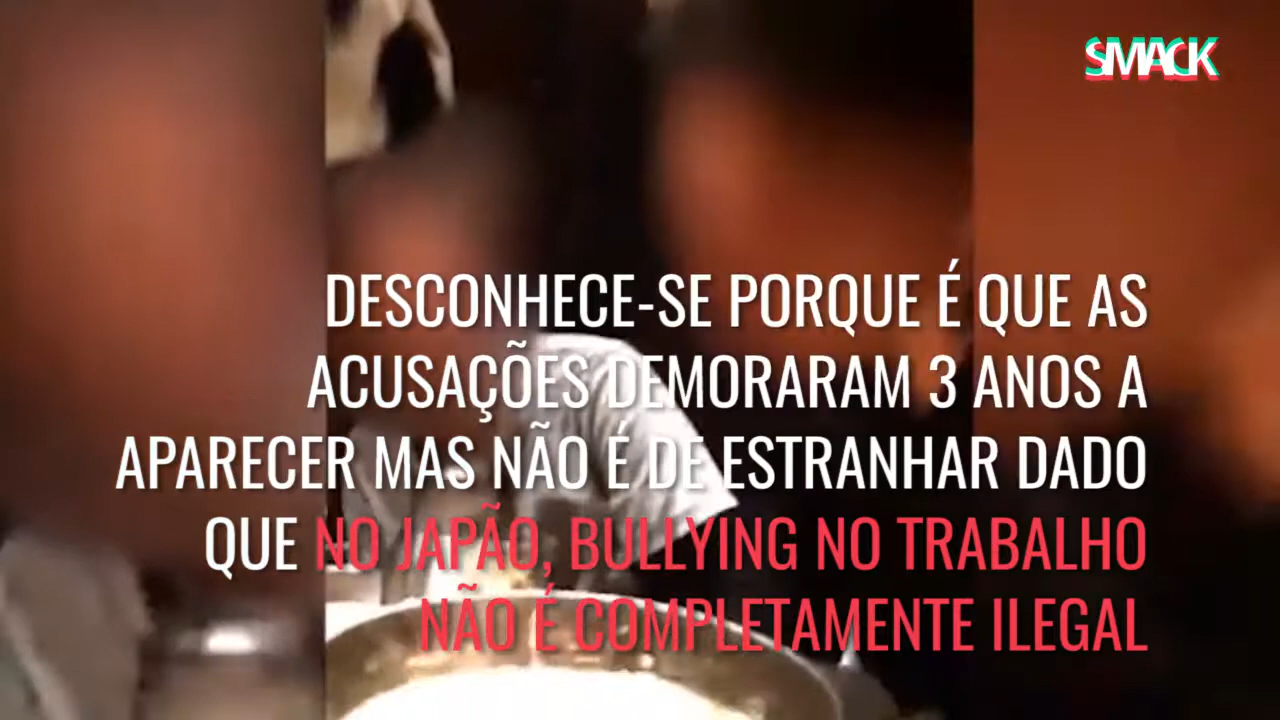 SMACK
DESCONHECE-SE PORQUE É QUE AS
ACUSAÇÕES DEMORARAM 3 ANOS A
APARECER MAS NÃO É DE ESTRANHAR DADO
QUE NO JAPÃO, BULLYING NO TRABALHO
NÃO É COMPLETAMENTE ILEGAL